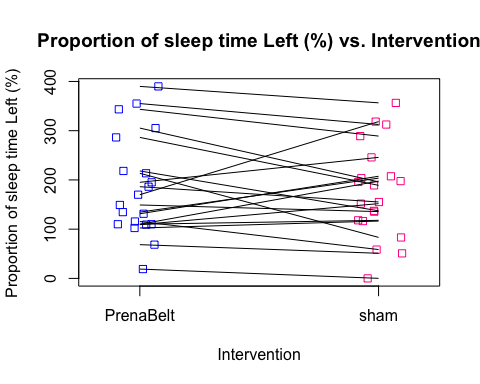 Proportion of sleep time Left (%) vs. Intervention
Proportion of sleep time Left (%)
400
300
200
100
0
PrenaBelt
sham
Intervention